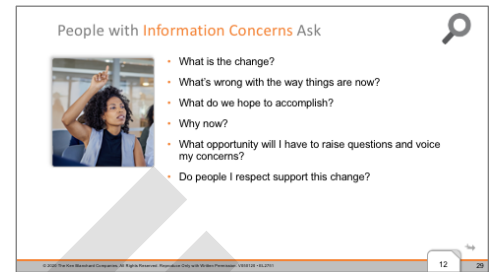 People with Information Concerns Ask
• What is the change?
• What's wrong with the way things are now?
• What do we hope to accomplish?
• Why now?
• What opportunity will I have to raise questions and voice
my concerns?
• Do people I respect support this change?
12
29